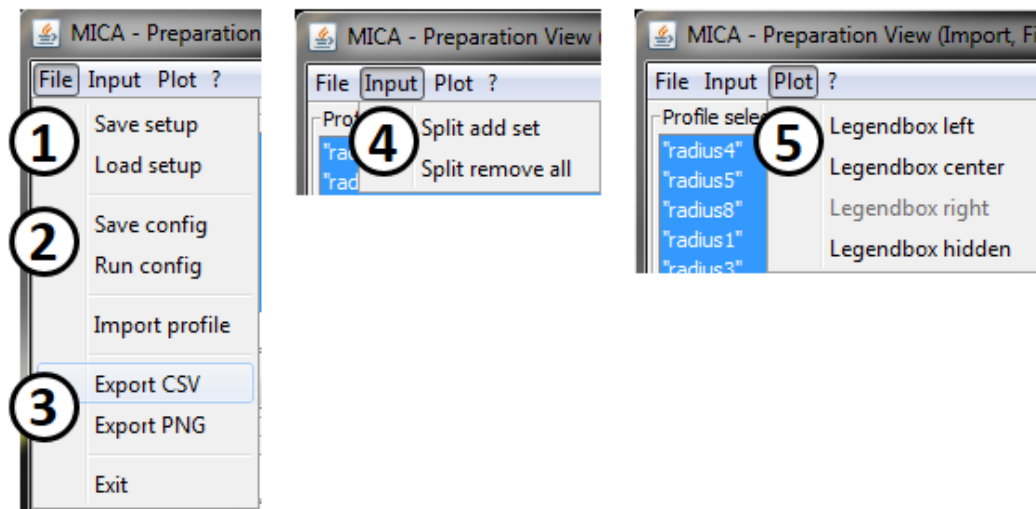 MICA - Preparation
File Input Plot ?
1
Save setup
Load setup
2
Save config
Run config
Import profile
3
Export CSV
Export PNG
Exit
MICA - Preparation View
File Input Plot ?
4
Split add set
Split remove all
"rad
MICA - Preparation View (Import, Fi
File Input Plot ?
Profile selec
5
"radius4"
"radius5"
"radius8"
"radius1"
"radius3"
Legendbox left
Legendbox center
Legendbox right
Legendbox hidden